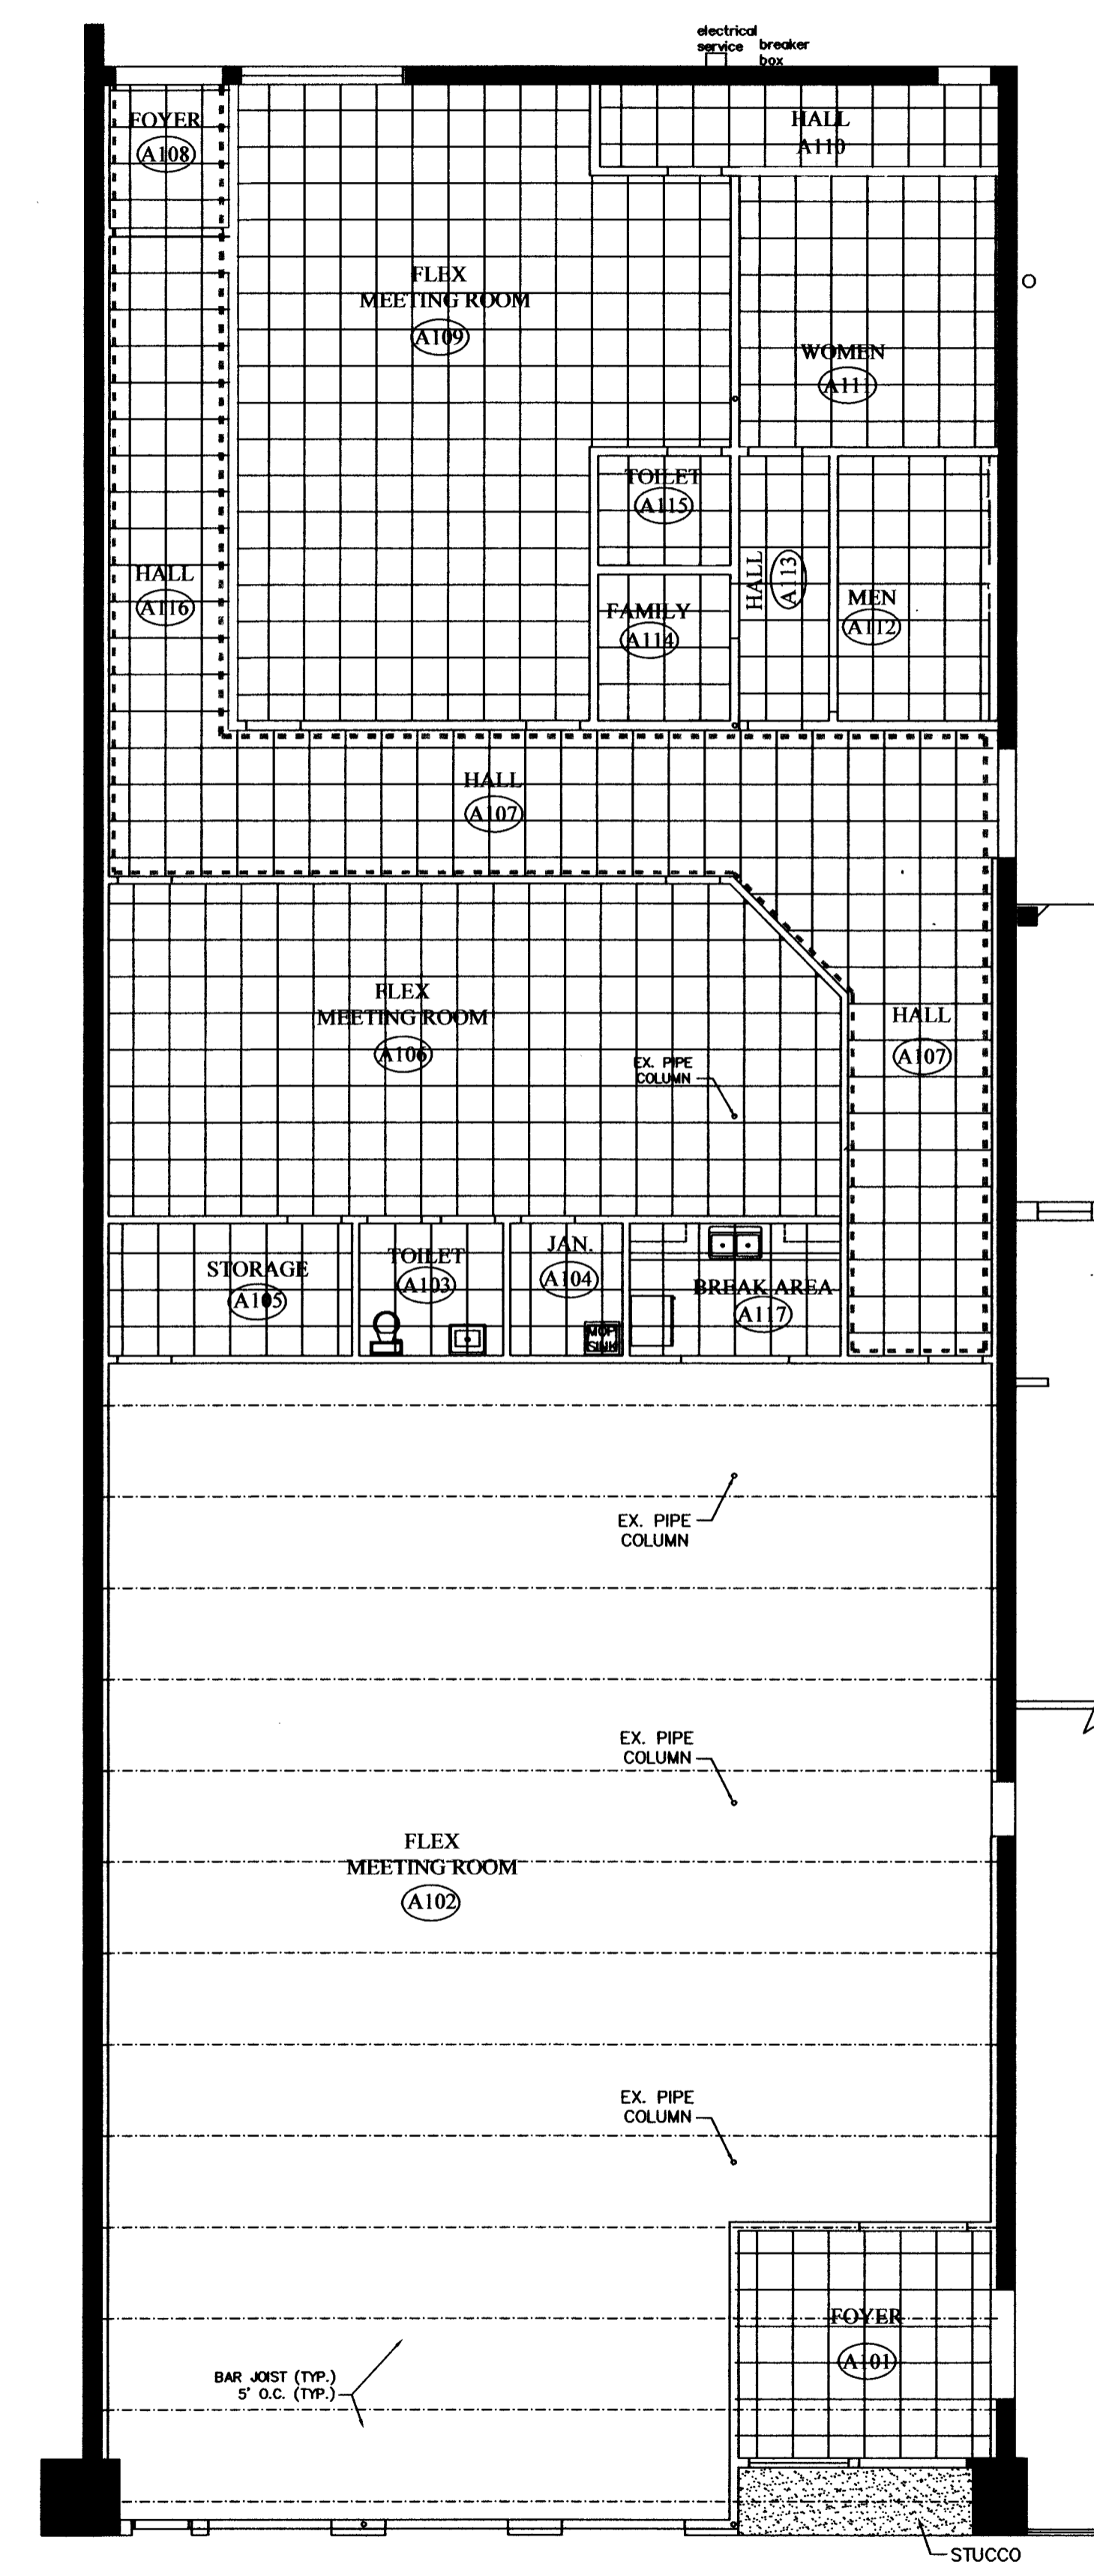 electrical
service
breaker
box
FOYER
A108
HALL
A110
FLEX
MEETING ROOM
A109
WOMEN
A111
TOILET
A115
HALL
A113
HALL
A116
MEN
A112
FAMILY
A114
HALL
A107
FLEX
MEETING ROOM
A106
HALL
A107
EX. PIPE
COLUMN
STORAGE
A105
TOILET
A103
JAN.
A104
MOP
SINK
BREAK AREA
A117
EX. PIPE
COLUMN
EX. PIPE
COLUMN
FLEX
MEETING ROOM
A102
EX. PIPE
COLUMN
FOYER
A101
BAR JOIST (TYP.)
5' O.C. (TYP.)
STUCCO